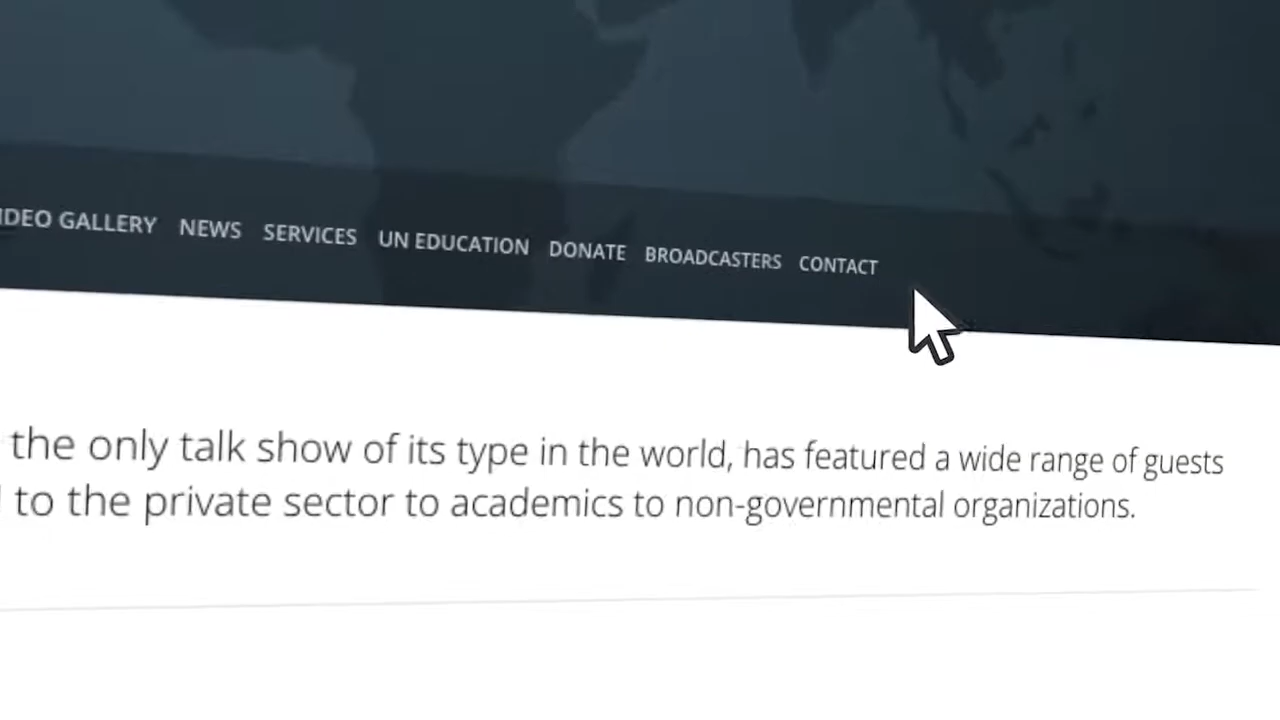 IDEO GALLERY NEWS SERVICES UN EDUCATION DONATE BROADCASTERS CONTACT
the only talk show of its type in the world, has featured a wide range of guests
to the private sector to academics to non-governmental organizations.